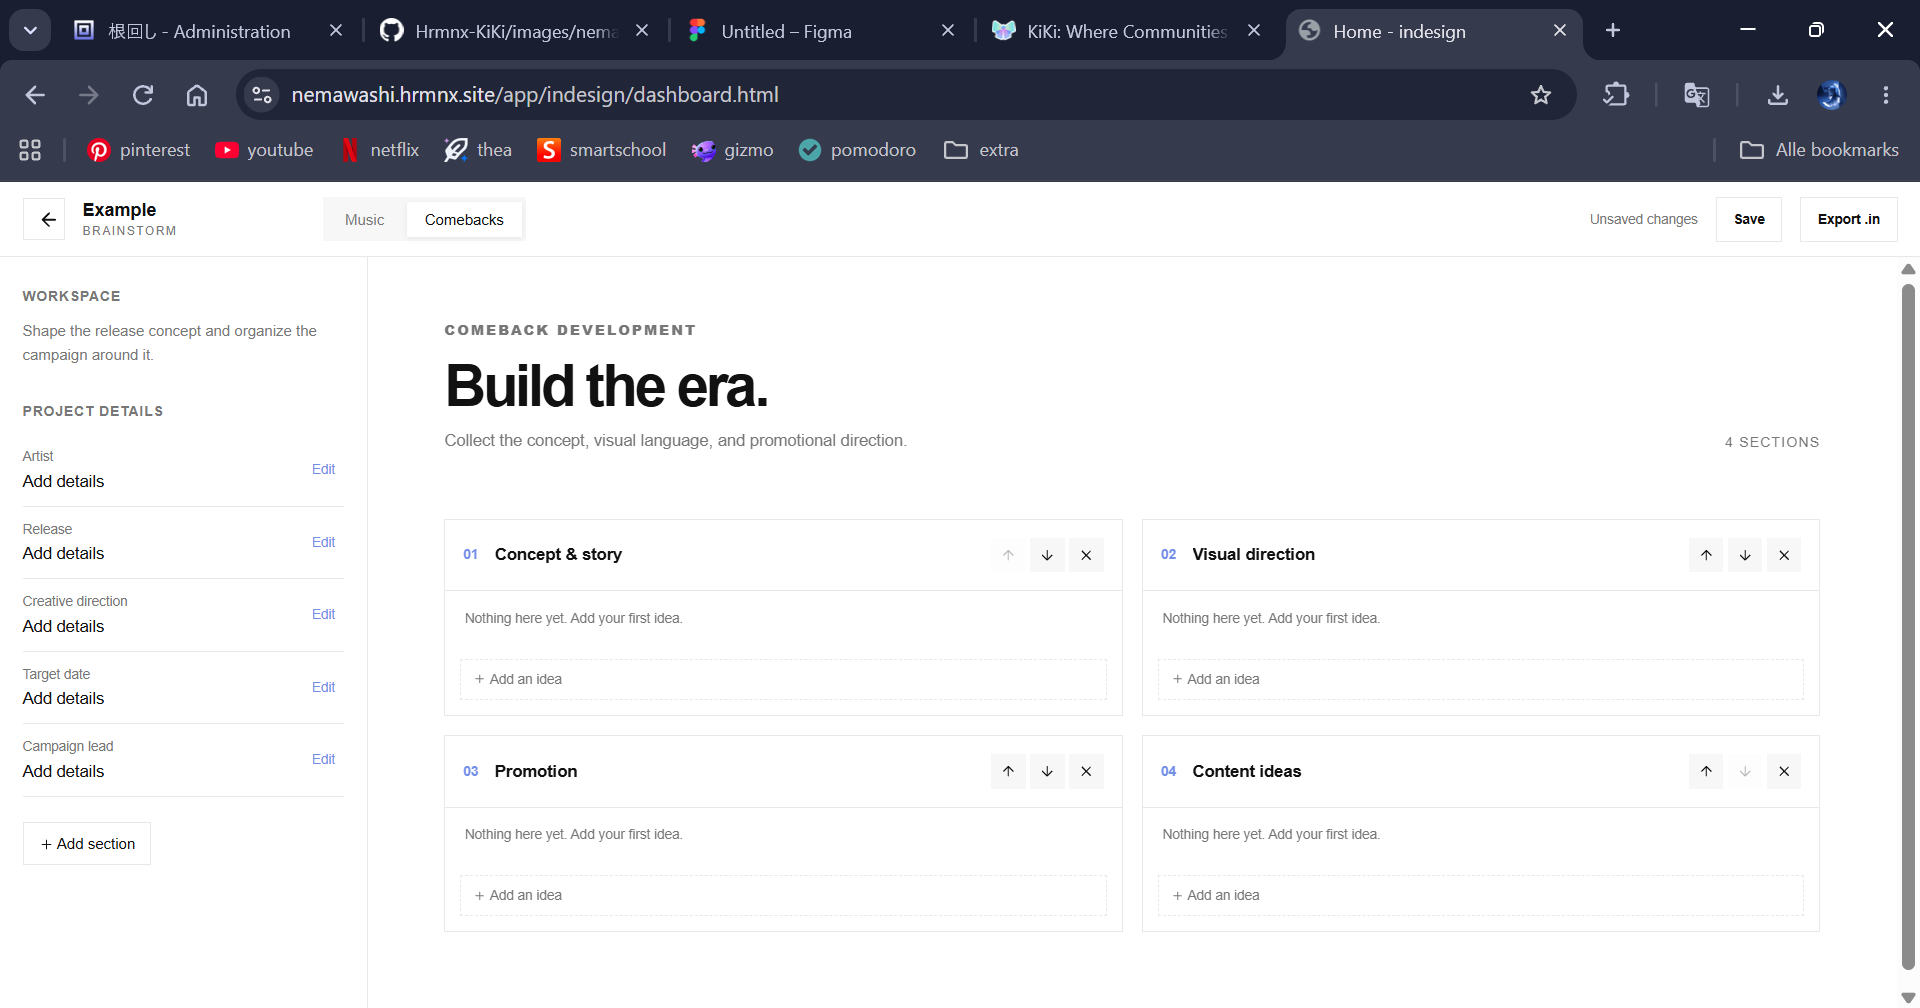 根回し - Administration
Hrmnx-KiKi/images/nema
Untitled – Figma
KiKi: Where Communities
Home - indesign
nemawashi.hrmnx.site/app/indesign/dashboard.html
pinterest
youtube
netflix
thea
smartschool
gizmo
pomodoro
extra
Alle bookmarks
Example
BRAINSTORM
Music
Comebacks
Unsaved changes
Save
Export .in
WORKSPACE
Shape the release concept and organize the
campaign around it.
PROJECT DETAILS
Artist
Add details
Edit
Release
Add details
Edit
Creative direction
Add details
Edit
Target date
Add details
Edit
Campaign lead
Add details
Edit
+ Add section
COMEBACK DEVELOPMENT
Build the era.
Collect the concept, visual language, and promotional direction.
4 SECTIONS
01 Concept & story
Nothing here yet. Add your first idea.
+ Add an idea
02 Visual direction
Nothing here yet. Add your first idea.
+ Add an idea
03 Promotion
Nothing here yet. Add your first idea.
+ Add an idea
04 Content ideas
Nothing here yet. Add your first idea.
+ Add an idea